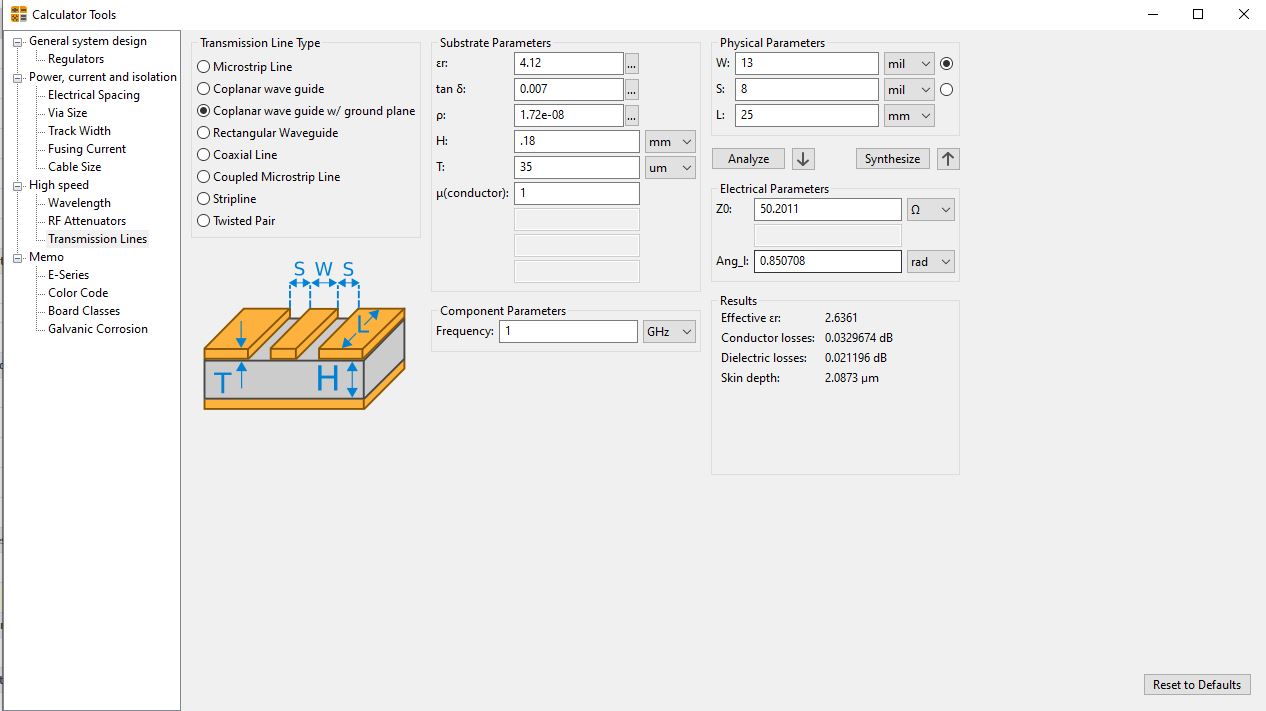 Calculator Tools
General system design
Regulators
Power, current and isolation
Electrical Spacing
Via Size
Track Width
Fusing Current
Cable Size
High speed
Wavelength
RF Attenuators
Transmission Lines
Memo
E-Series
Color Code
Board Classes
Galvanic Corrosion
Transmission Line Type
Microstrip Line
Coplanar wave guide
Coplanar wave guide w/ ground plane
Rectangular Waveguide
Coaxial Line
Coupled Microstrip Line
Stripline
Twisted Pair
S W S
L
T H
Substrate Parameters
εr: 4.12 ...
tan δ: 0.007 ...
ρ: 1.72e-08 ...
H: .18 mm
T: 35 um
μ(conductor): 1
Component Parameters
Frequency: 1 GHz
Physical Parameters
W: 13 mil
S: 8 mil
L: 25 mm
Analyze Synthesize
Electrical Parameters
Z0: 50.2011 Ω
Ang_l: 0.850708 rad
Results
Effective εr: 2.6361
Conductor losses: 0.0329674 dB
Dielectric losses: 0.021196 dB
Skin depth: 2.0873 µm
Reset to Defaults